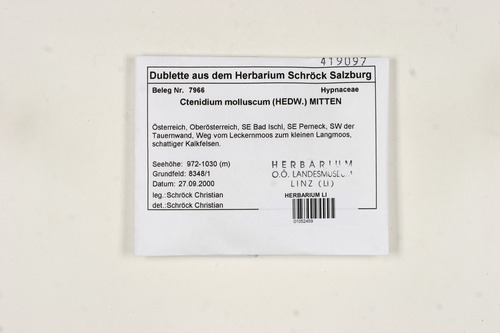 419097
Dublette aus dem Herbarium Schröck Salzburg
Beleg Nr. 7966 Hypnaceae
Ctenidium molluscum (HEDW.) MITTEN
Österreich, Oberösterreich, SE Bad Ischl, SE Perneck, SW der
Tauernwand, Weg vom Leckernmoos zum kleinen Langmoos,
schattiger Kalkfelsen.
Seehöhe: 972-1030 (m)
Grundfeld: 8348/1
Datum: 27.09.2000
leg.:Schröck Christian
det.:Schröck Christian
HERBARIUM
O.Ö. LANDESMUSEUM
LINZ (LI)
HERBARIUM LI
01052459